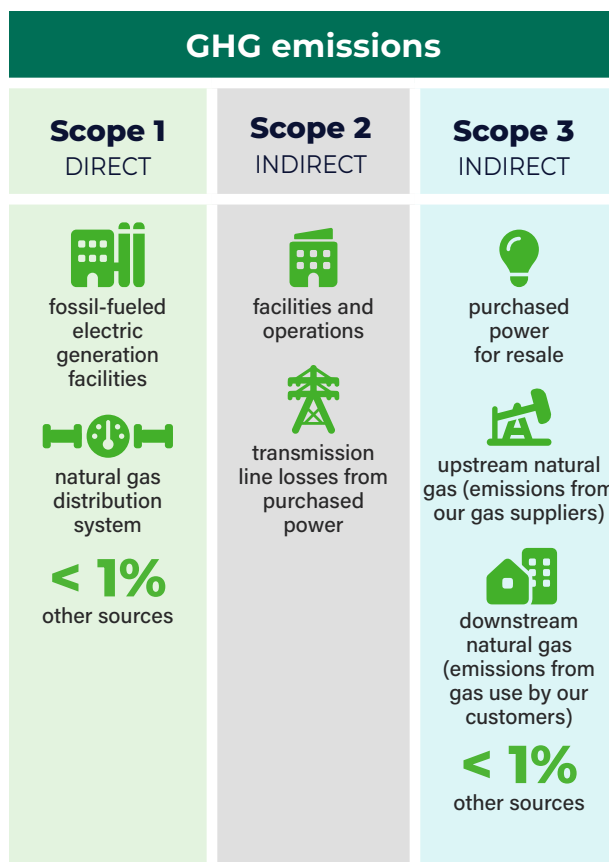 GHG emissions
Scope 1
DIRECT
fossil-fueled
electric
generation
facilities
natural gas
distribution
system
< 1%
other sources
Scope 2
INDIRECT
facilities and
operations
transmission
line losses from
purchased
power
Scope 3
INDIRECT
purchased
power
for resale
upstream natural
gas (emissions from
our gas suppliers)
downstream
natural gas
(emissions from
gas use by our
customers)
< 1%
other sources